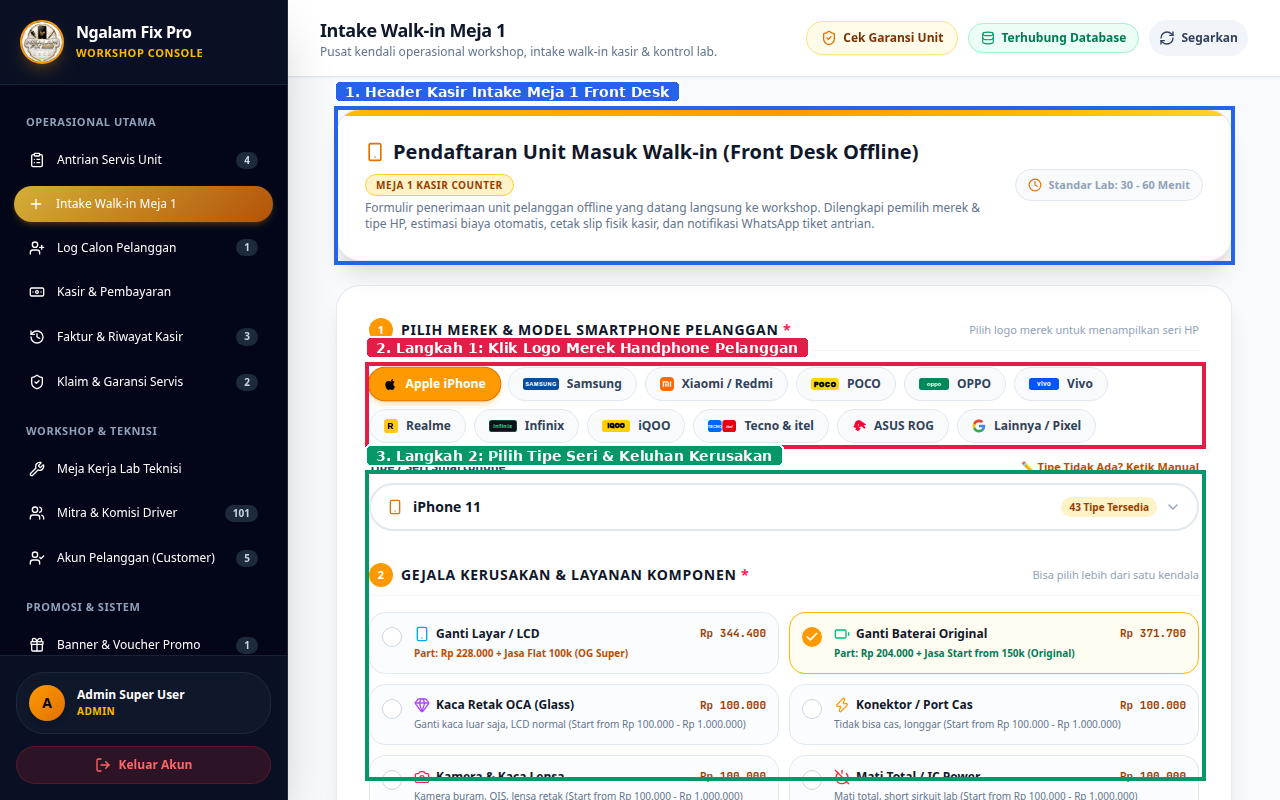 Ngalam Fix Pro
WORKSHOP CONSOLE
OPERASIONAL UTAMA
Antrian Servis Unit 4
Intake Walk-in Meja 1
Log Calon Pelanggan 1
Kasir & Pembayaran
Faktur & Riwayat Kasir 3
Klaim & Garansi Servis 2
WORKSHOP & TEKNISI
Meja Kerja Lab Teknisi
Mitra & Komisi Driver 101
Akun Pelanggan (Customer) 5
PROMOSI & SISTEM
Banner & Voucher Promo 1
A
Admin Super User
ADMIN
Keluar Akun
Intake Walk-in Meja 1
Pusat kendali operasional workshop, intake walk-in kasir & kontrol lab.
Cek Garansi Unit
Terhubung Database
Segarkan
1. Header Kasir Intake Meja 1 Front Desk
Pendaftaran Unit Masuk Walk-in (Front Desk Offline)
MEJA 1 KASIR COUNTER
Formulir penerimaan unit pelanggan offline yang datang langsung ke workshop. Dilengkapi pemilih merek &
tipe HP, estimasi biaya otomatis, cetak slip fisik kasir, dan notifikasi WhatsApp tiket antrian.
Standar Lab: 30 - 60 Menit
1 PILIH MEREK & MODEL SMARTPHONE PELANGGAN *
Pilih logo merek untuk menampilkan seri HP
2. Langkah 1: Klik Logo Merek Handphone Pelanggan
Apple iPhone
SAMSUNG Samsung
Xiaomi / Redmi
POCO POCO
oppo OPPO
vivo Vivo
R Realme
Infinix Infinix
iQOO iQOO
TECNO itel Tecno & itel
ASUS ROG
Lainnya / Pixel
3. Langkah 2: Pilih Tipe Seri & Keluhan Kerusakan
Tipe / Seri Smartphone
Tipe Tidak Ada? Ketik Manual
iPhone 11
43 Tipe Tersedia
2 GEJALA KERUSAKAN & LAYANAN KOMPONEN *
Bisa pilih lebih dari satu kendala
Ganti Layar / LCD Rp 344.400
Part: Rp 228.000 + Jasa Flat 100k (OG Super)
Ganti Baterai Original Rp 371.700
Part: Rp 204.000 + Jasa Start from 150k (Original)
Kaca Retak OCA (Glass) Rp 100.000
Ganti kaca luar saja, LCD normal (Start from Rp 100.000 - Rp 1.000.000)
Konektor / Port Cas Rp 100.000
Tidak bisa cas, longgar (Start from Rp 100.000 - Rp 1.000.000)
Kamera & Kaca Lensa Rp 100.000
Kamera buram, OIS, lensa retak (Start from Rp 100.000 - Rp 1.000.000)
Mati Total / IC Power Rp 100.000
Mati total, short sirkuit lab (Start from Rp 100.000 - Rp 1.000.000)